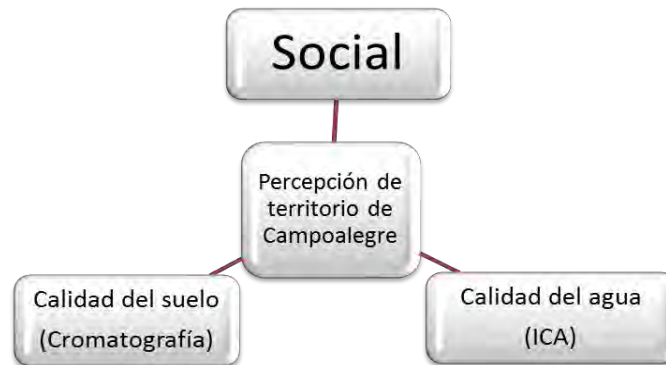 Social
Percepción de
territorio de
Campoalegre
Calidad del suelo
(Cromatografía)
Calidad del agua
(ICA)